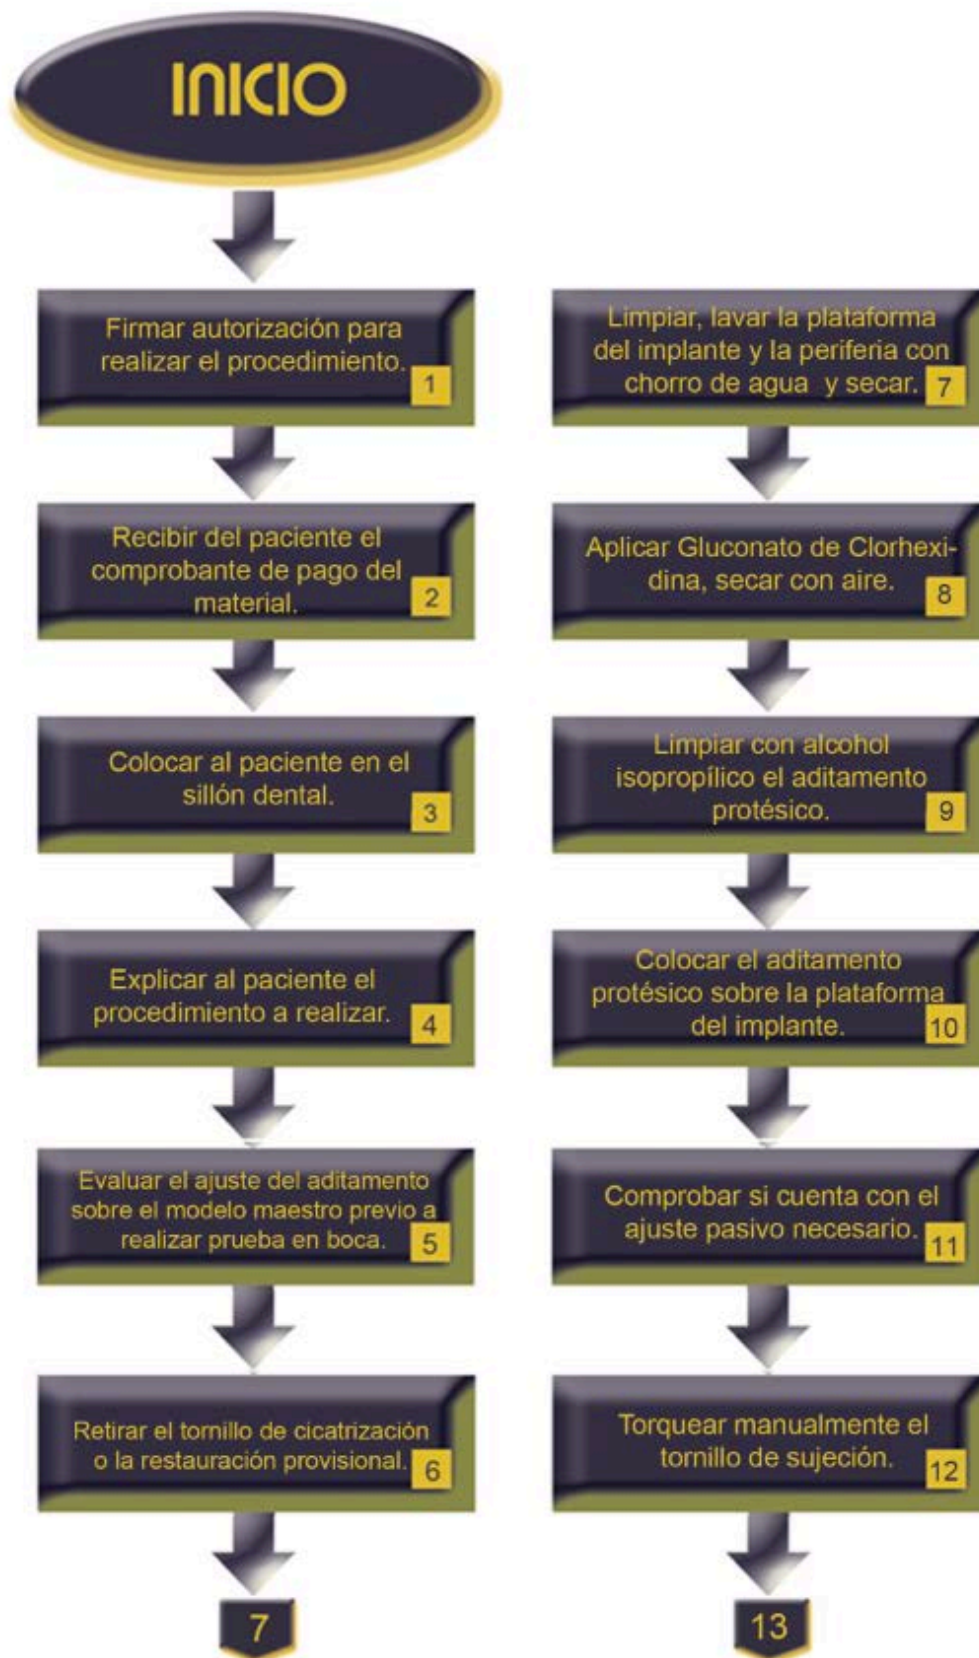 INICIO
Firmar autorización para
realizar el procedimiento.
1
Recibir del paciente el
comprobante de pago del
material.
2
Colocar al paciente en el
sillón dental.
3
Explicar al paciente el
procedimiento a realizar.
4
Evaluar el ajuste del aditamento
sobre el modelo maestro previo a
realizar prueba en boca.
5
Retirar el tornillo de cicatrización
o la restauración provisional.
6
7
Limpiar, lavar la plataforma
del implante y la periferia con
chorro de agua y secar.
7
Aplicar Gluconato de Clorhexi-
dina, secar con aire.
8
Limpiar con alcohol
isopropílico el aditamento
protésico.
9
Colocar el aditamento
protésico sobre la plataforma
del implante.
10
Comprobar si cuenta con el
ajuste pasivo necesario.
11
Torquear manualmente el
tornillo de sujeción.
12
13